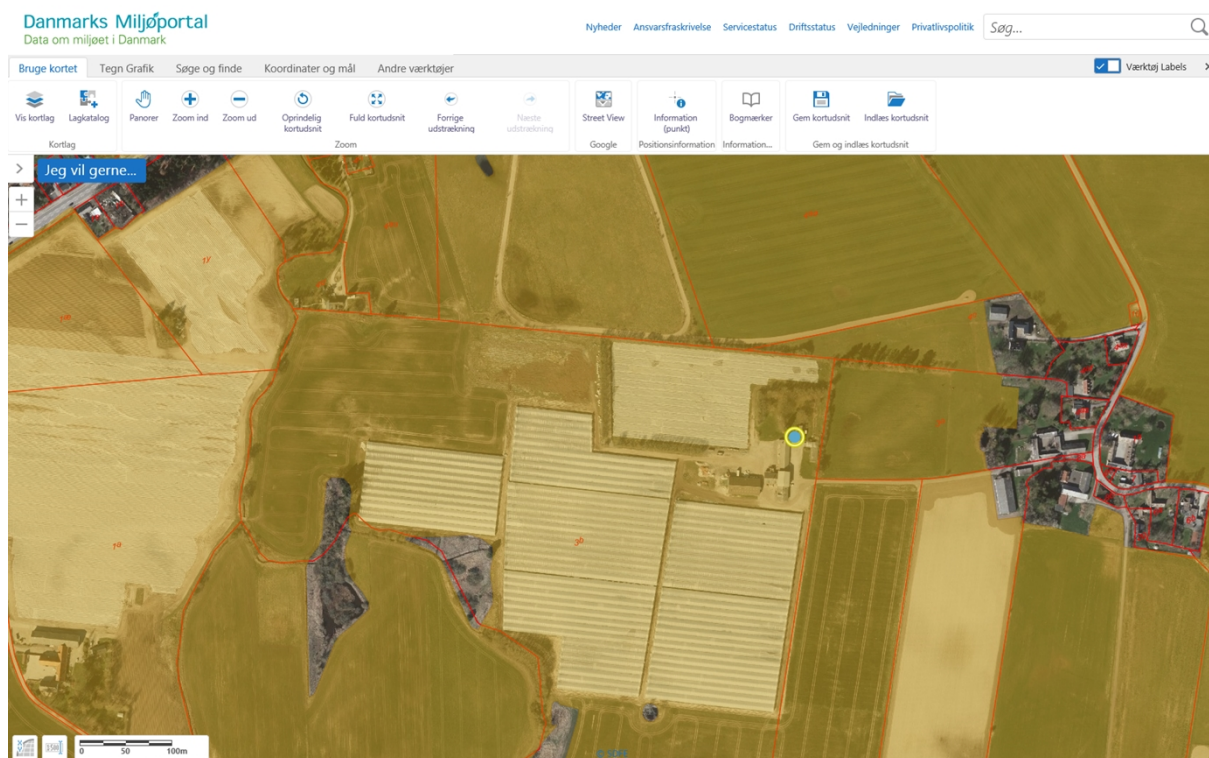 Danmarks Miljøportal
Data om miljøet i Danmark
Nyheder Ansvarsfraskrivelse Servicestatus Driftsstatus Vejledninger Privatlivspolitik Søg...
Bruge kortet Tegn Grafik Søge og finde Koordinater og mål Andre værktøjer Værktøj Labels
Vis kortlag Lagkatalog Panorer Zoom ind Zoom ud Oprindelig kortudsnit Fuld kortudsnit Forrige udstrækning Næste udstrækning Street View Information (punkt) Bogmærker Gem kortudsnit Indlæs kortudsnit
Kortlag Zoom Google Positionsinformation Information... Gem og indlæs kortudsnit
Jeg vil gerne...
1y
1a
3b
0 50 100m